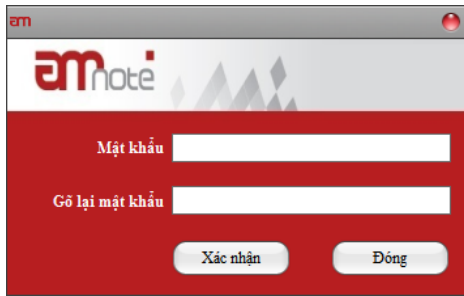 am
amnote
Mật khẩu
Gõ lại mật khẩu
Xác nhận
Đóng